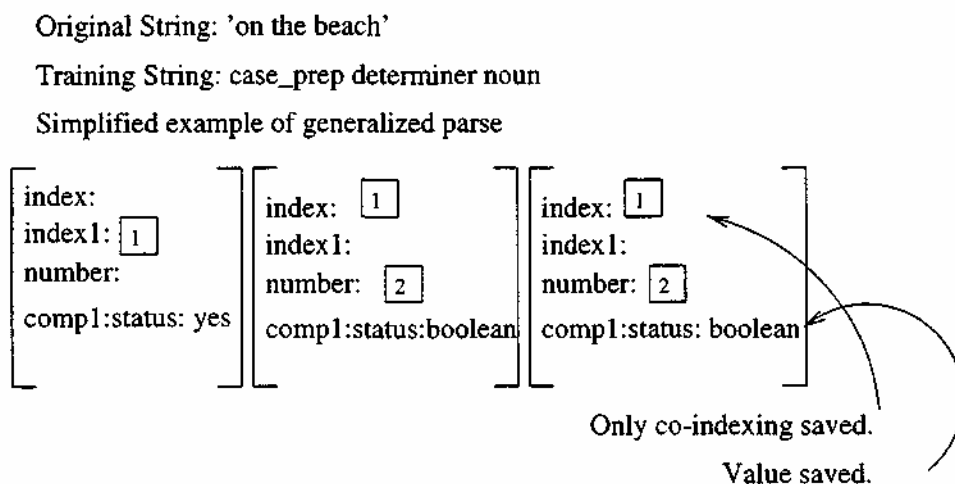 Original String: ’on the beach’
Training String: case_prep determiner noun
Simplified example of generalized parse
index:
index1: 1
number:
comp1:status: yes
index: 1
index1:
number: 2
comp1:status:boolean
index: 1
index1:
number: 2
comp1:status: boolean
Only co-indexing saved.
Value saved.